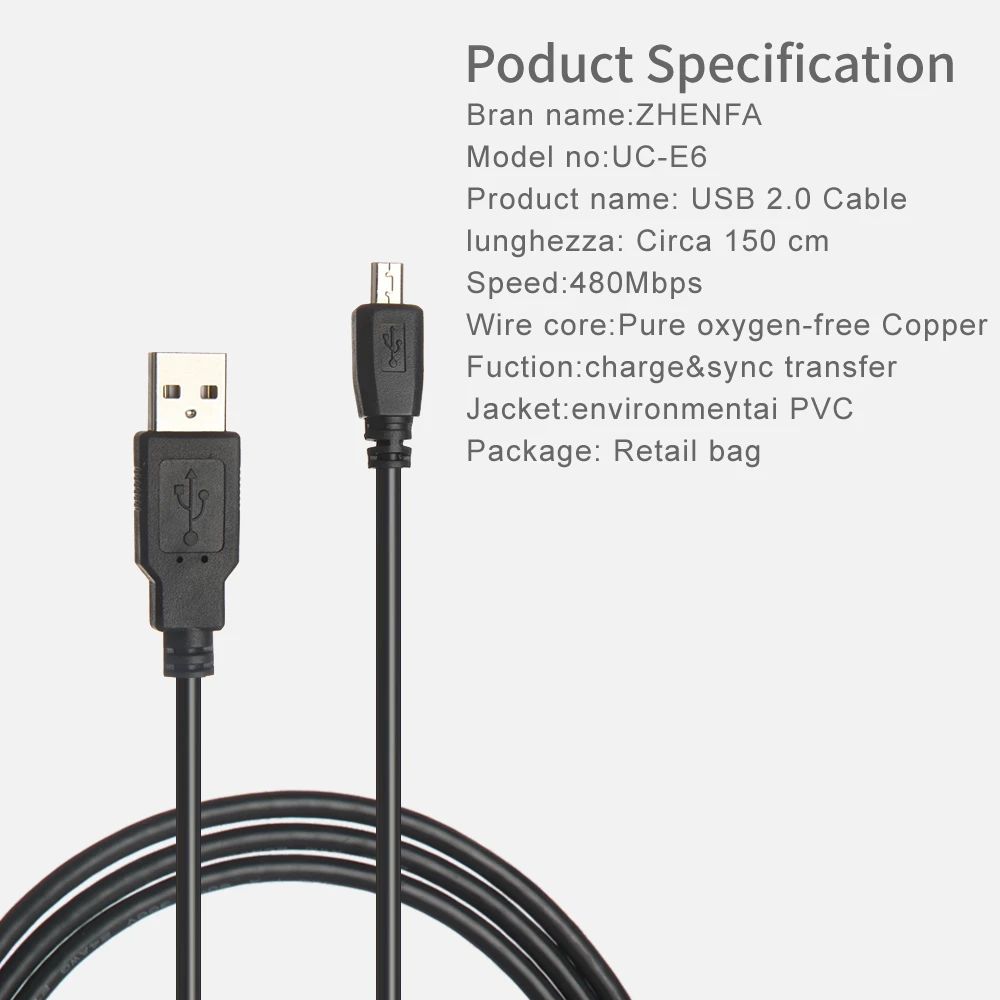 Poduct Specification
Bran name:ZHENFA
Model no:UC-E6
Product name: USB 2.0 Cable
lunghezza: Circa 150 cm
Speed:480Mbps
Wire core:Pure oxygen-free Copper
Fuction:charge&sync transfer
Jacket:environmentai PVC
Package: Retail bag